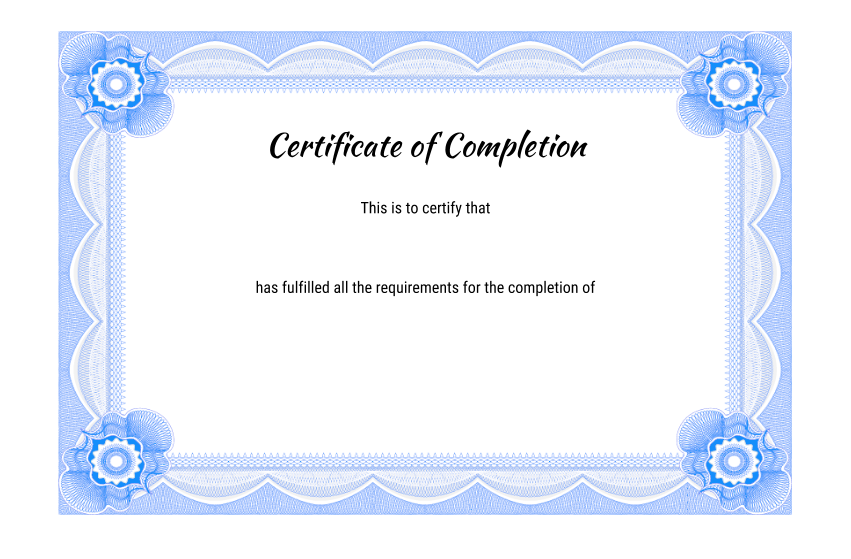 Certificate of Completion
This is to certify that
has fulfilled all the requirements for the completion of